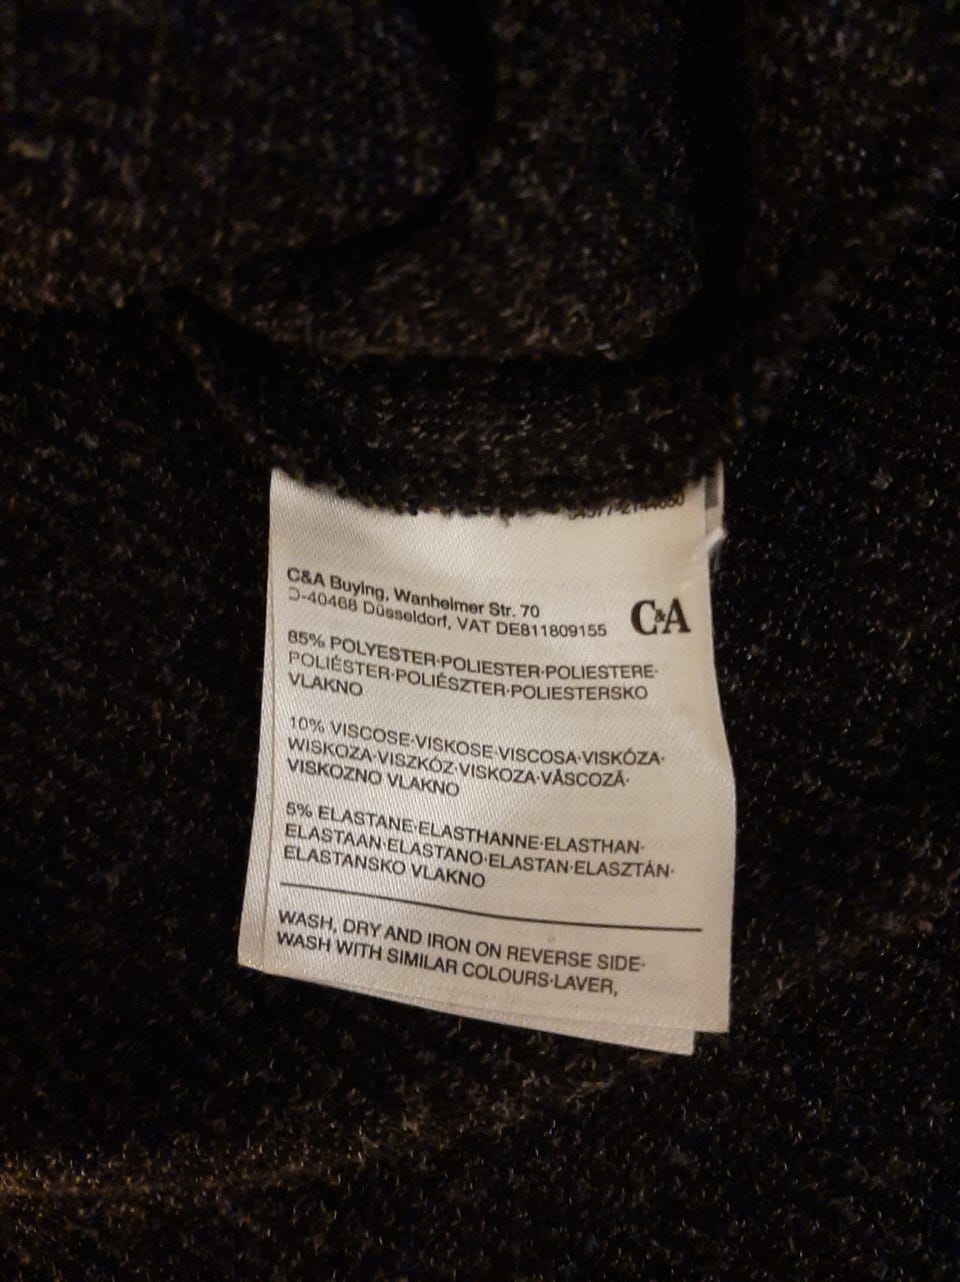 C&A Buying, Wanheimer Str. 70
D-40468 Düsseldorf, VAT DE811809155
C&A
85% POLYESTER·POLIESTER·POLIESTERE·
POLIÉSTER·POLIÉSZTER·POLIESTERSKO
VLAKNO
10% VISCOSE·VISKOSE·VISCOSA·VISKÓZA·
WISKOZA·VISZKÓZ·VISKOZA·VÂSCOZĂ·
VISKOZNO VLAKNO
5% ELASTANE·ELASTHANNE·ELASTHAN·
ELASTAAN·ELASTANO·ELASTAN·ELASZTÁN·
ELASTANSKO VLAKNO
WASH, DRY AND IRON ON REVERSE SIDE·
WASH WITH SIMILAR COLOURS·LAVER,